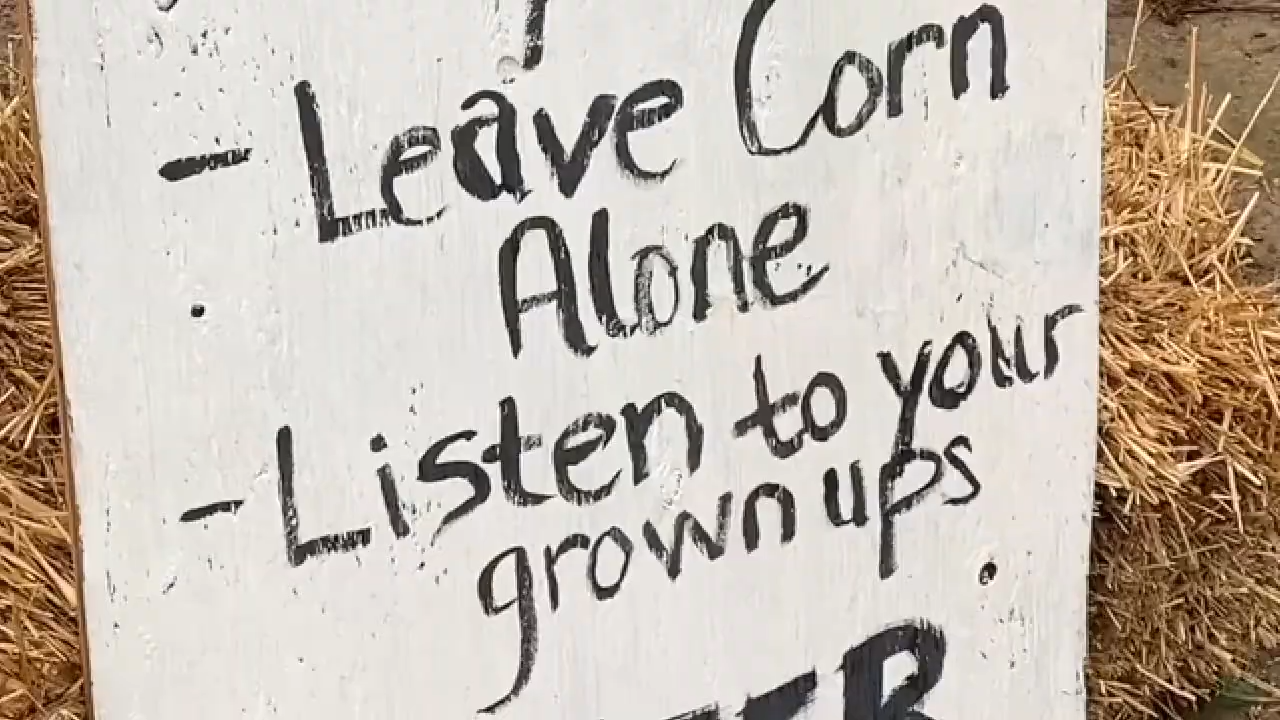 - Leave Corn
Alone
- Listen to your
grown ups